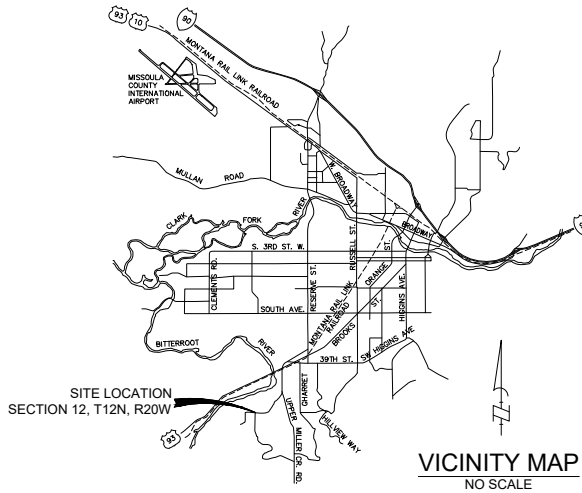 93
10
90
MONTANA RAIL LINK RAILROAD
MISSOULA
COUNTY
INTERNATIONAL
AIRPORT
MULLAN ROAD
W. BROADWAY
BROADWAY
CLARK FORK RIVER
S. 3RD ST. W.
RUSSELL ST.
ORANGE ST.
CLEMENTS RD.
RESERVE ST.
SOUTH AVE.
MONTANA RAIL LINK
RAILROAD
BROOKS ST.
HIGGINS AVE.
BITTERROOT RIVER
39TH ST.
SW HIGGINS AVE
SITE LOCATION
SECTION 12, T12N, R20W
93
UPPER MILLER CR. RD.
GHARRET
HILLVIEW WAY
N
VICINITY MAP
NO SCALE